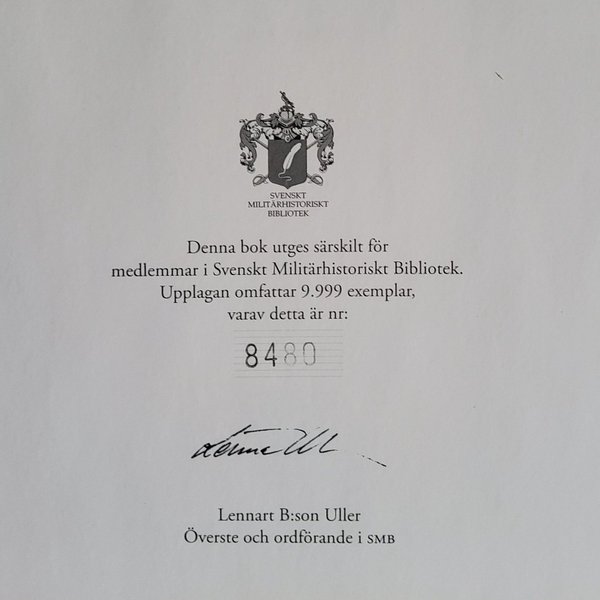 SVENSKT
MILITÄRHISTORISKT
BIBLIOTEK
Denna bok utges särskilt för
medlemmar i Svenskt Militärhistoriskt Bibliotek.
Upplagan omfattar 9.999 exemplar,
varav detta är nr:
8480
Lennart B:son Uller
Överste och ordförande i SMB